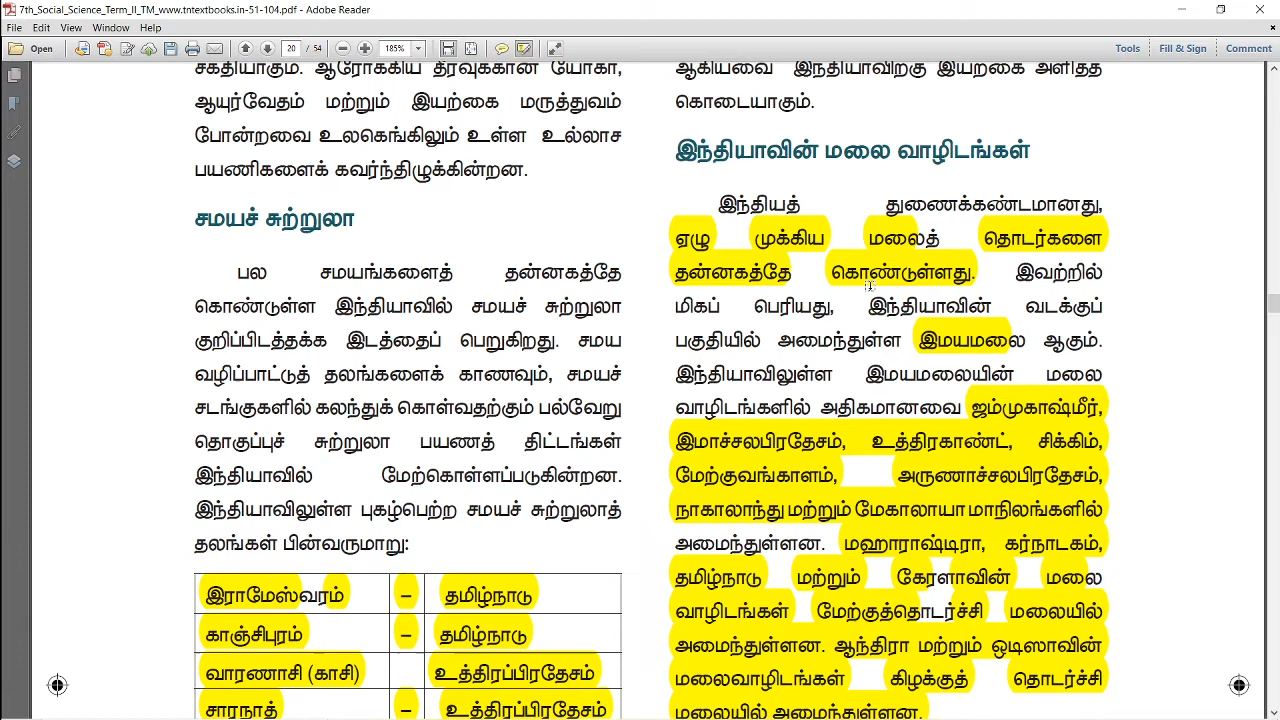 7th_Social_Science_Term_II_TM_www.tntextbooks.in-51-104.pdf - Adobe Reader
File Edit View Window Help
Open 20 / 54 185% Tools Fill & Sign Comment
சக்தியாகும். ஆரோக்கிய தீர்வுக்கான யோகா,
ஆயுர்வேதம் மற்றும் இயற்கை மருத்துவம்
போன்றவை உலகெங்கிலும் உள்ள உல்லாச
பயணிகளைக் கவர்ந்திழுக்கின்றன.
சமயச் சுற்றுலா
பல சமயங்களைத் தன்னகத்தே
கொண்டுள்ள இந்தியாவில் சமயச் சுற்றுலா
குறிப்பிடத்தக்க இடத்தைப் பெறுகிறது. சமய
வழிப்பாட்டுத் தலங்களைக் காணவும், சமயச்
சடங்குகளில் கலந்துக் கொள்வதற்கும் பல்வேறு
தொகுப்புச் சுற்றுலா பயணத் திட்டங்கள்
இந்தியாவில் மேற்கொள்ளப்படுகின்றன.
இந்தியாவிலுள்ள புகழ்பெற்ற சமயச் சுற்றுலாத்
தலங்கள் பின்வருமாறு:
இராமேஸ்வரம் – தமிழ்நாடு
காஞ்சிபுரம் – தமிழ்நாடு
வாரணாசி (காசி) உத்திரப்பிரதேசம்
சாரநாத் – உத்திரப்பிரதேசம்
ஆகியவை இந்தியாவிற்கு இயற்கை அளித்த
கொடையாகும்.
இந்தியாவின் மலை வாழிடங்கள்
இந்தியத் துணைக்கண்டமானது,
ஏழு முக்கிய மலைத் தொடர்களை
தன்னகத்தே கொண்டுள்ளது. இவற்றில்
மிகப் பெரியது, இந்தியாவின் வடக்குப்
பகுதியில் அமைந்துள்ள இமயமலை ஆகும்.
இந்தியாவிலுள்ள இமயமலையின் மலை
வாழிடங்களில் அதிகமானவை ஜம்முகாஷ்மீர்,
இமாச்சலபிரதேசம், உத்திரகாண்ட், சிக்கிம்,
மேற்குவங்காளம், அருணாச்சலபிரதேசம்,
நாகாலாந்து மற்றும் மேகாலாயா மாநிலங்களில்
அமைந்துள்ளன. மஹாராஷ்டிரா, கர்நாடகம்,
தமிழ்நாடு மற்றும் கேரளாவின் மலை
வாழிடங்கள் மேற்குத்தொடர்ச்சி மலையில்
அமைந்துள்ளன. ஆந்திரா மற்றும் ஒடிஸாவின்
மலைவாழிடங்கள் கிழக்குத் தொடர்ச்சி
மலையில் அமைந்துள்ளன.